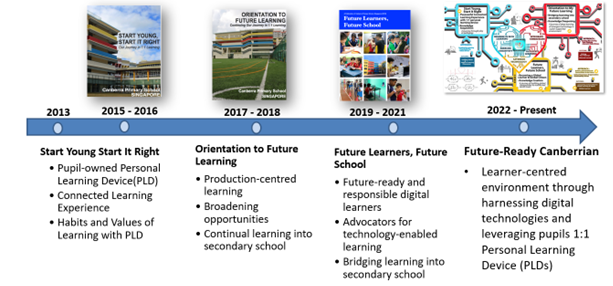 START YOUNG,
START IT RIGHT
Canberra Primary School
SINGAPORE
ORIENTATION TO
FUTURE LEARNING
Canberra Primary School
SINGAPORE
Future Learners,
Future School
2013
2015 - 2016
2017 - 2018
2019 - 2021
2022 - Present
Start Young Start It Right
• Pupil-owned Personal
Learning Device(PLD)
• Connected Learning
Experience
• Habits and Values of
Learning with PLD
Orientation to Future
Learning
• Production-centred
learning
• Broadening
opportunities
• Continual learning into
secondary school
Future Learners, Future
School
• Future-ready and
responsible digital
learners
• Advocators for
technology-enabled
learning
• Bridging learning into
secondary school
Future-Ready Canberrian
• Learner-centred
environment through
harnessing digital
technologies and
leveraging pupils 1:1
Personal Learning
Device (PLDs)